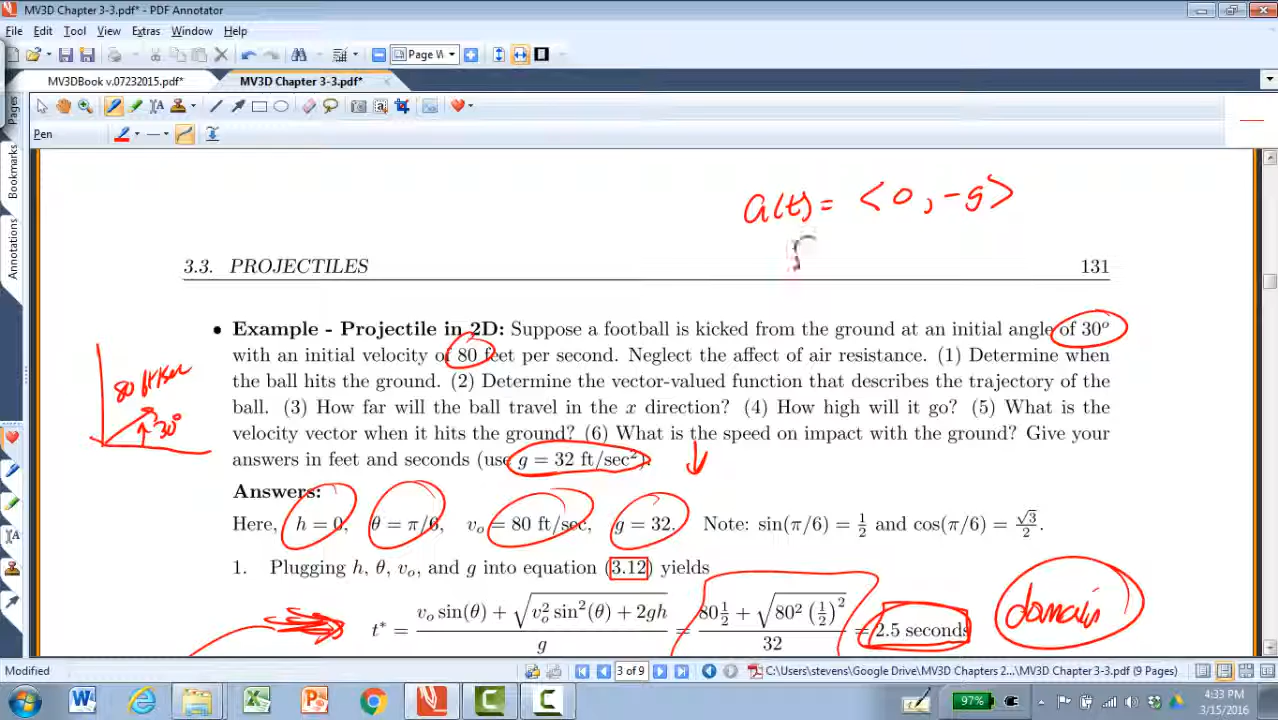 MV3D Chapter 3-3.pdf* - PDF Annotator
File Edit Tool View Extras Window Help
Page W
MV3DBook v.07232015.pdf* MV3D Chapter 3-3.pdf*
Pen
Pages
Bookmarks
Annotations
a(t) = <0, -g>
3.3. PROJECTILES 131
• Example - Projectile in 2D: Suppose a football is kicked from the ground at an initial angle of 30°
with an initial velocity of 80 feet per second. Neglect the affect of air resistance. (1) Determine when
the ball hits the ground. (2) Determine the vector-valued function that describes the trajectory of the
ball. (3) How far will the ball travel in the x direction? (4) How high will it go? (5) What is the
velocity vector when it hits the ground? (6) What is the speed on impact with the ground? Give your
answers in feet and seconds (use g = 32 ft/sec²).
80 ft/sec
30°
Answers:
Here, h = 0, θ = π/6, v₀ = 80 ft/sec, g = 32. Note: sin(π/6) = 1/2 and cos(π/6) = √3/2.
1. Plugging h, θ, v₀, and g into equation (3.12) yields
t* = (v₀ sin(θ) + √(v₀² sin²(θ) + 2gh)) / g = (80 1/2 + √(80² (1/2)²)) / 32 = 2.5 seconds
domain
Modified 3 of 9 C:\Users\stevens\Google Drive\MV3D Chapters 2...\MV3D Chapter 3-3.pdf (9 Pages)
97% 4:33 PM
3/15/2016